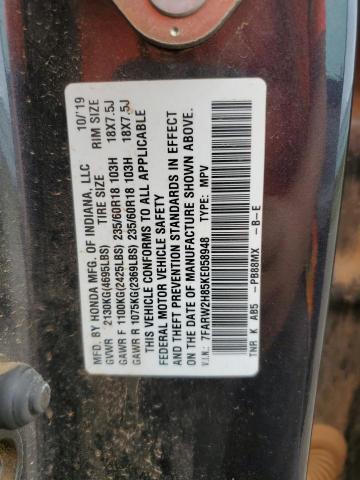 MFD. BY HONDA MFG. OF INDIANA, LLC 10/19
GVWR 2130KG(4695LBS) TIRE SIZE RIM SIZE
GAWR F 1100KG(2425LBS) 235/60R18 103H 18X7.5J
GAWR R 1075KG(2369LBS) 235/60R18 103H 18X7.5J
THIS VEHICLE CONFORMS TO ALL APPLICABLE
FEDERAL MOTOR VEHICLE SAFETY
AND THEFT PREVENTION STANDARDS IN EFFECT
ON THE DATE OF MANUFACTURE SHOWN ABOVE.
V.I.N.: 7FARW2H85KE058948 TYPE: MPV
TNR K AB5 -PB88MX -B-E